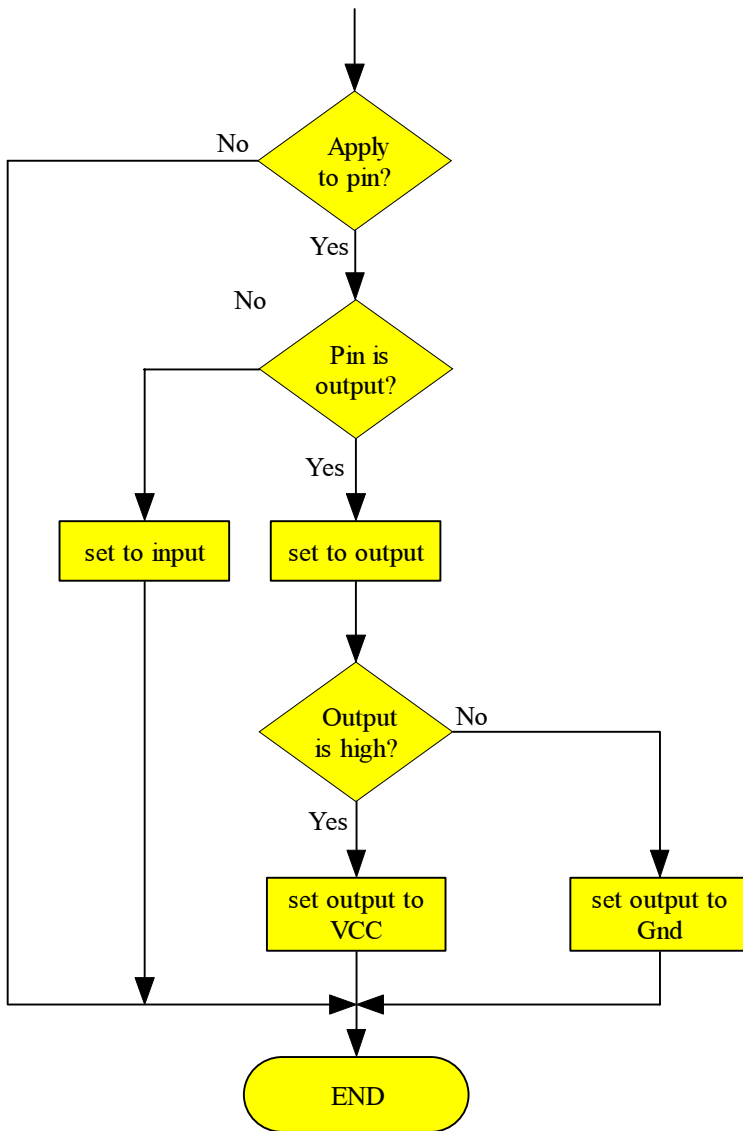 No
Apply
to pin?
Yes
No
Pin is
output?
Yes
set to input
set to output
Output
is high?
No
Yes
set output to
VCC
set output to
Gnd
END